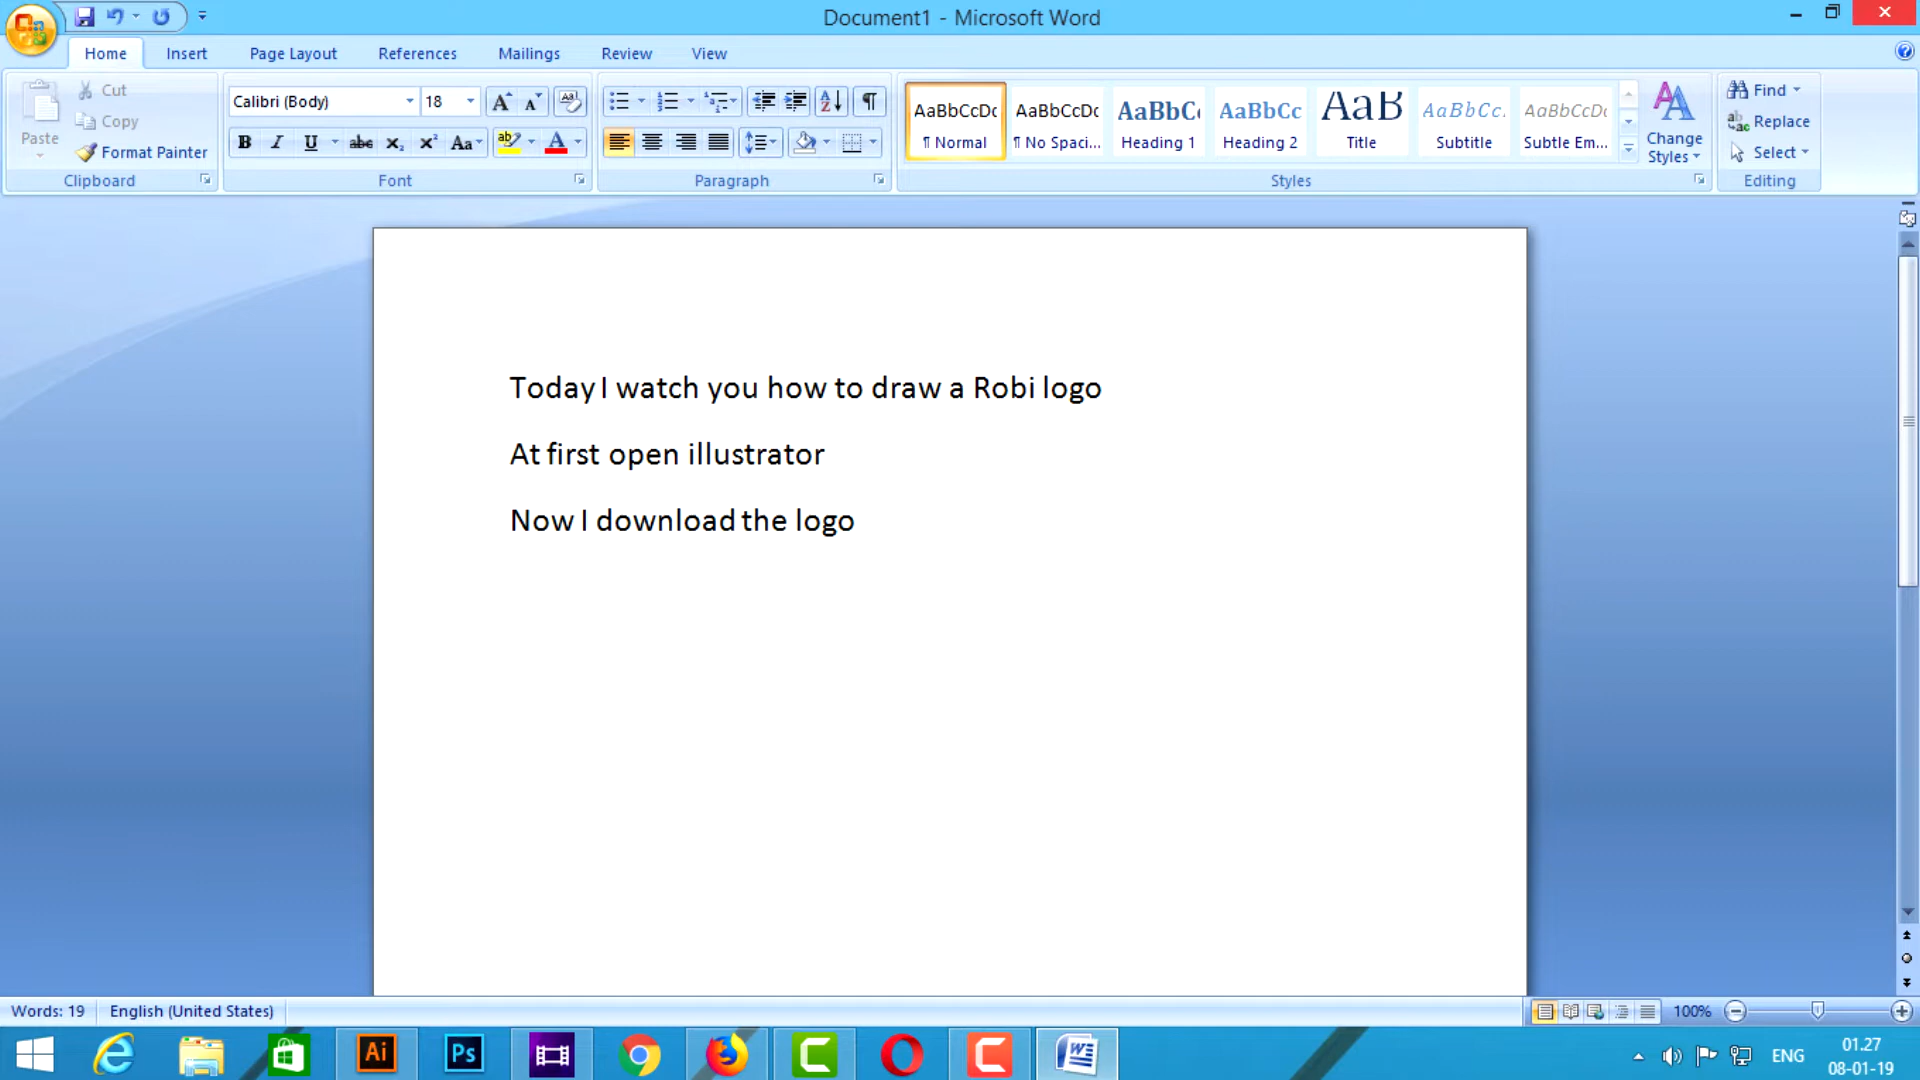 Document1 - Microsoft Word
Home Insert Page Layout References Mailings Review View
Paste
Cut
Copy
Format Painter
Clipboard
Calibri (Body) 18
Font
Paragraph
AaBbCcDc AaBbCcDc AaBbCc AaBbCc AaB AaBbCc. AaBbCcDc
¶ Normal ¶ No Spaci... Heading 1 Heading 2 Title Subtitle Subtle Em...
Change
Styles
Styles
Find
Replace
Select
Editing
Today I watch you how to draw a Robi logo
At first open illustrator
Now I download the logo
Words: 19 English (United States) 100%
Ai Ps
ENG
01.27
08-01-19